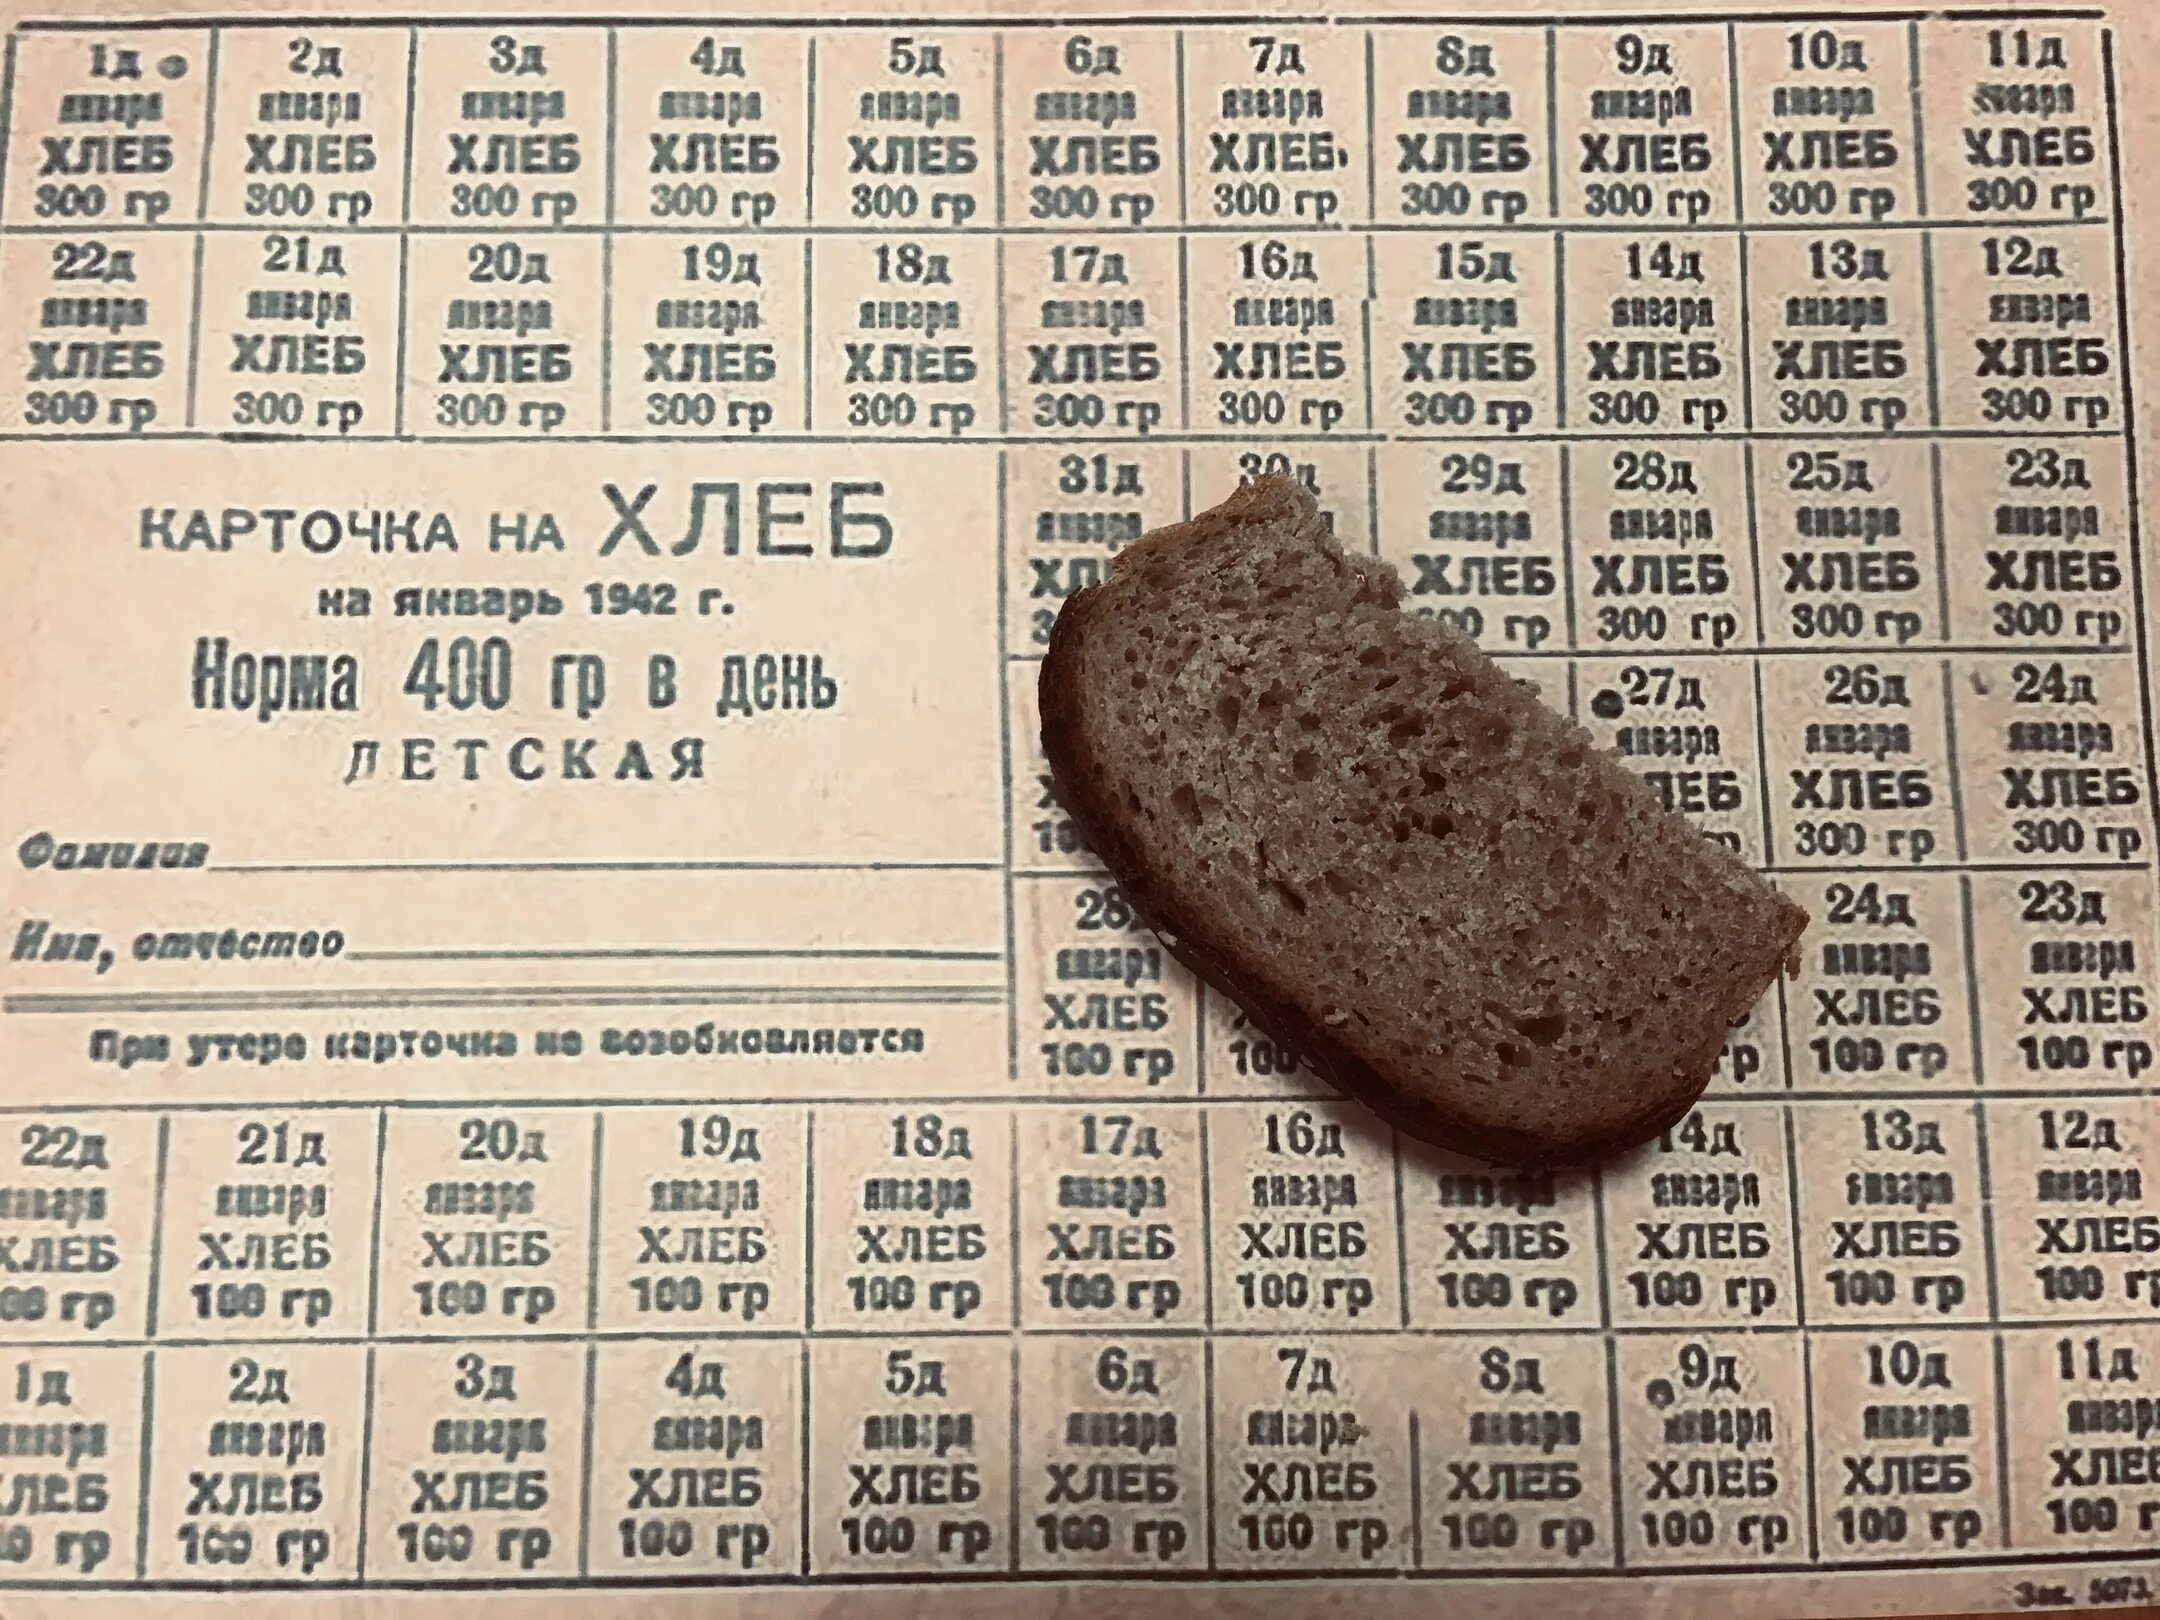 1д 2д 3д 4д 5д 6д 7д 8д 9д 10д 11д
января января января января января января января января января января января
ХЛЕБ ХЛЕБ ХЛЕБ ХЛЕБ ХЛЕБ ХЛЕБ ХЛЕБ ХЛЕБ ХЛЕБ ХЛЕБ ХЛЕБ
300 гр 300 гр 300 гр 300 гр 300 гр 300 гр 300 гр 300 гр 300 гр 300 гр 300 гр
22д 21д 20д 19д 18д 17д 16д 15д 14д 13д 12д
января января января января января января января января января января января
ХЛЕБ ХЛЕБ ХЛЕБ ХЛЕБ ХЛЕБ ХЛЕБ ХЛЕБ ХЛЕБ ХЛЕБ ХЛЕБ ХЛЕБ
300 гр 300 гр 300 гр 300 гр 300 гр 300 гр 300 гр 300 гр 300 гр 300 гр 300 гр
КАРТОЧКА НА ХЛЕБ
на январь 1942 г.
Норма 400 гр в день
ДЕТСКАЯ
Фамилия
Имя, отчество
При утере карточка не возобновляется
31д 30д 29д 28д 25д 23д
января января января января января
ХЛЕБ ХЛЕБ ХЛЕБ ХЛЕБ
гр 300 гр 300 гр 300 гр
27д 26д 24д
января января января
ХЛЕБ ХЛЕБ
300 гр 300 гр
28 24д 23д
января января января
ХЛЕБ ХЛЕБ ХЛЕБ
100 гр 100 гр 100 гр 100 гр
22д 21д 20д 19д 18д 17д 16д 14д 13д 12д
января января января января января января января января января января января
ХЛЕБ ХЛЕБ ХЛЕБ ХЛЕБ ХЛЕБ ХЛЕБ ХЛЕБ ХЛЕБ ХЛЕБ ХЛЕБ ХЛЕБ
гр 100 гр 100 гр 100 гр 100 гр 100 гр 100 гр 100 гр 100 гр 100 гр 100 гр
1д 2д 3д 4д 5д 6д 7д 8д 9д 10д 11д
января января января января января января января января января января января
ХЛЕБ ХЛЕБ ХЛЕБ ХЛЕБ ХЛЕБ ХЛЕБ ХЛЕБ ХЛЕБ ХЛЕБ ХЛЕБ
гр 100 гр 100 гр 100 гр 100 гр 100 гр 100 гр 100 гр 100 гр 100 гр 100 г
Зак.